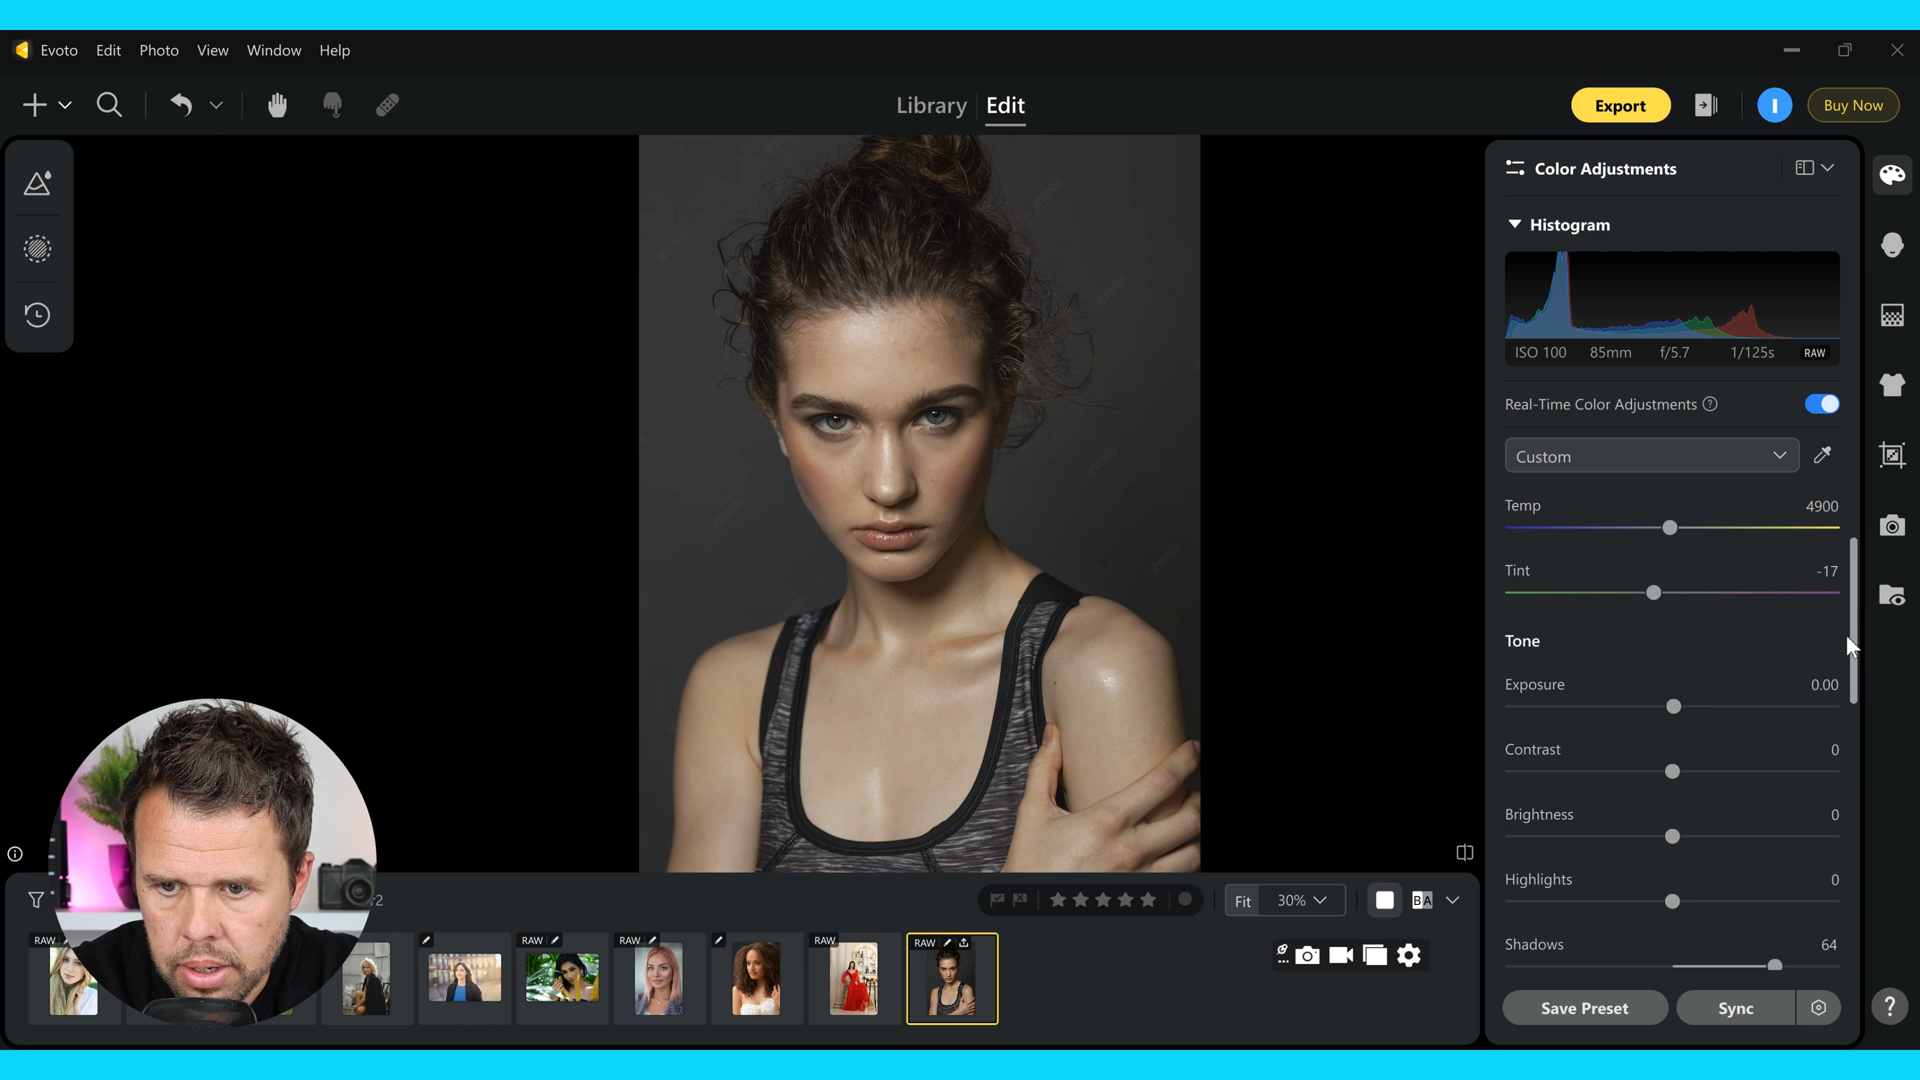 Evoto Edit Photo View Window Help
Library Edit
Export
Buy Now
Color Adjustments
Histogram
ISO 100 85mm f/5.7 1/125s RAW
Real-Time Color Adjustments ?
Custom
Temp 4900
Tint -17
Tone
Exposure 0.00
Contrast 0
Brightness 0
Highlights 0
Shadows 64
Save Preset Sync ?
Fit 30% BA
RAW RAW RAW RAW RAW